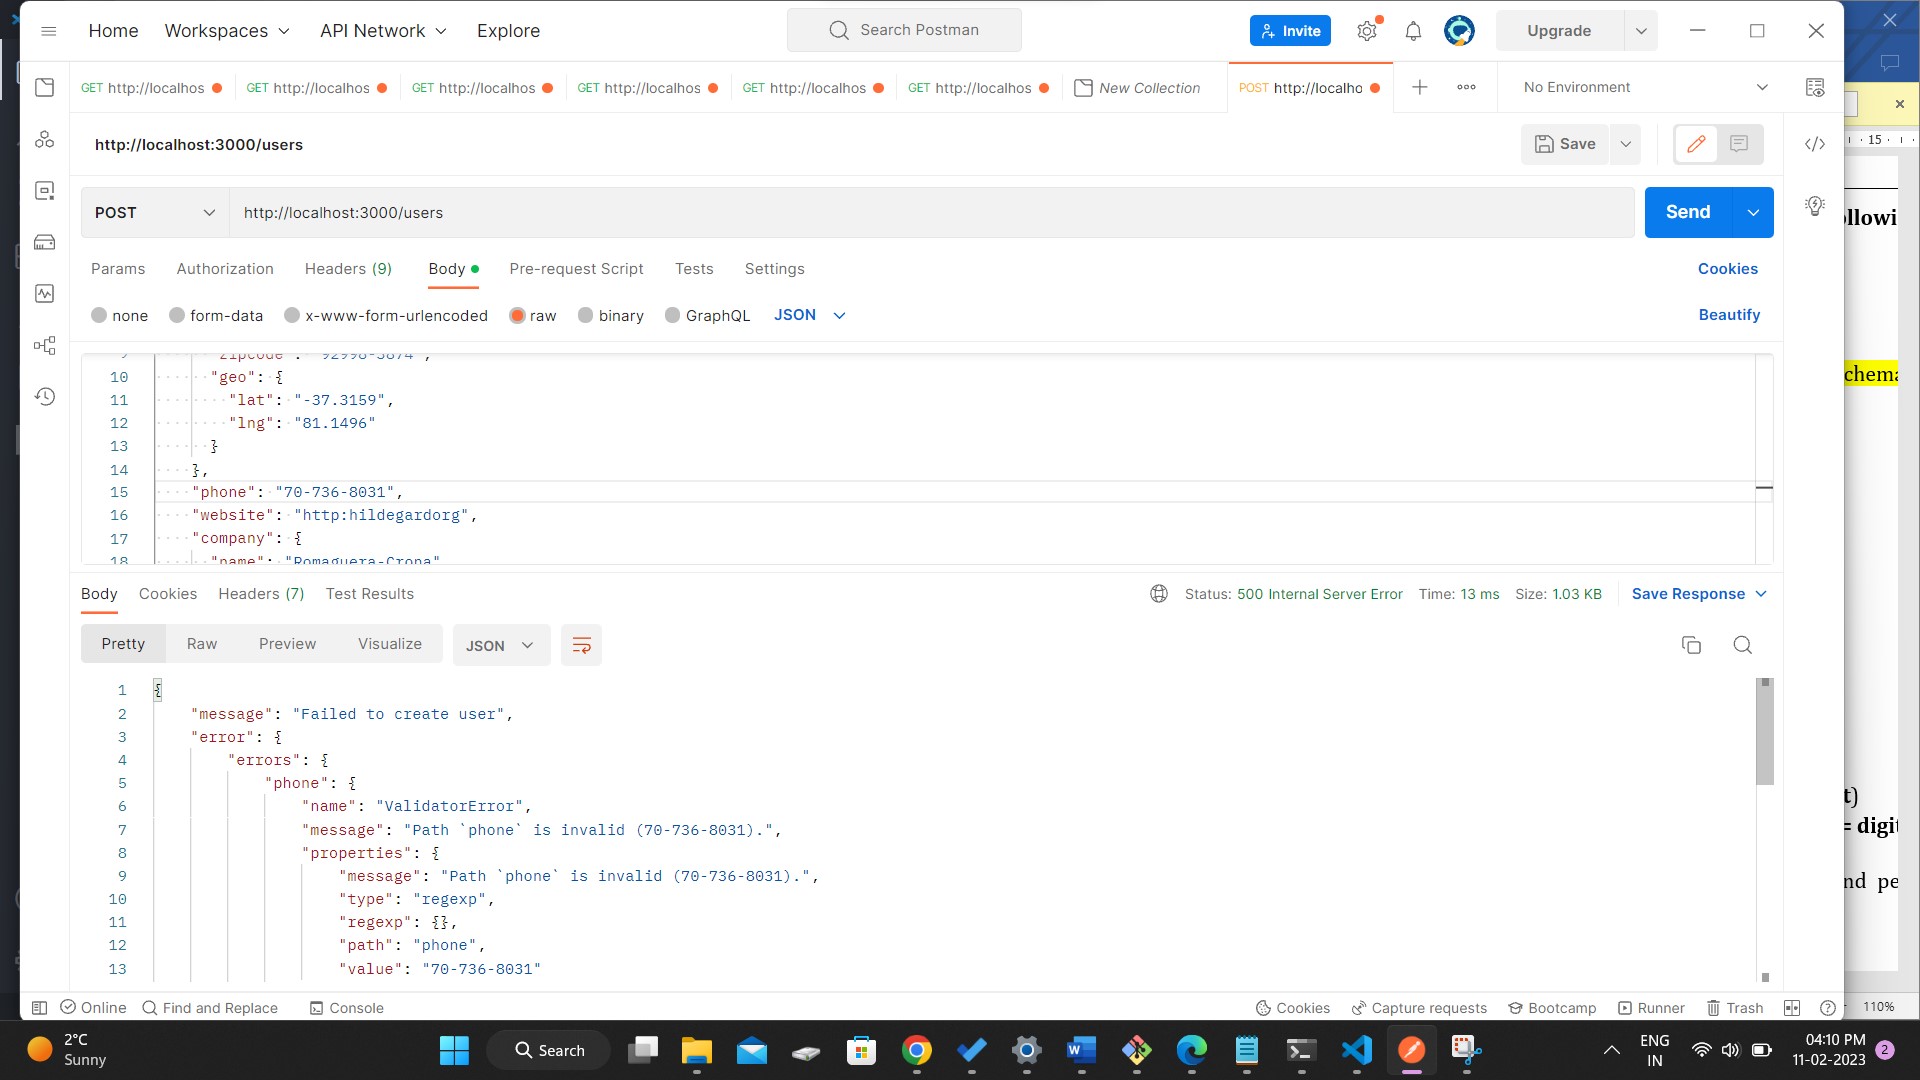 Home Workspaces API Network Explore Search Postman Invite Upgrade
GET http://localhos GET http://localhos GET http://localhos GET http://localhos GET http://localhos GET http://localhos New Collection POST http://localho No Environment
http://localhost:3000/users Save
POST http://localhost:3000/users Send
Params Authorization Headers (9) Body Pre-request Script Tests Settings Cookies
none form-data x-www-form-urlencoded raw binary GraphQL JSON Beautify
9 "zipcode": "92998-3874",
10 "geo": {
11 "lat": "-37.3159",
12 "lng": "81.1496"
13 }
14 },
15 "phone": "70-736-8031",
16 "website": "http:hildegardorg",
17 "company": {
18 "name": "Romaguera-Crona"
Body Cookies Headers (7) Test Results Status: 500 Internal Server Error Time: 13 ms Size: 1.03 KB Save Response
Pretty Raw Preview Visualize JSON
1 {
2 "message": "Failed to create user",
3 "error": {
4 "errors": {
5 "phone": {
6 "name": "ValidatorError",
7 "message": "Path `phone` is invalid (70-736-8031).",
8 "properties": {
9 "message": "Path `phone` is invalid (70-736-8031).",
10 "type": "regexp",
11 "regexp": {},
12 "path": "phone",
13 "value": "70-736-8031"
Online Find and Replace Console Cookies Capture requests Bootcamp Runner Trash
15
llowi
chema
t)
= digit
nd pe
110%
2°C
Sunny
Search
ENG
IN
04:10 PM
11-02-2023
2